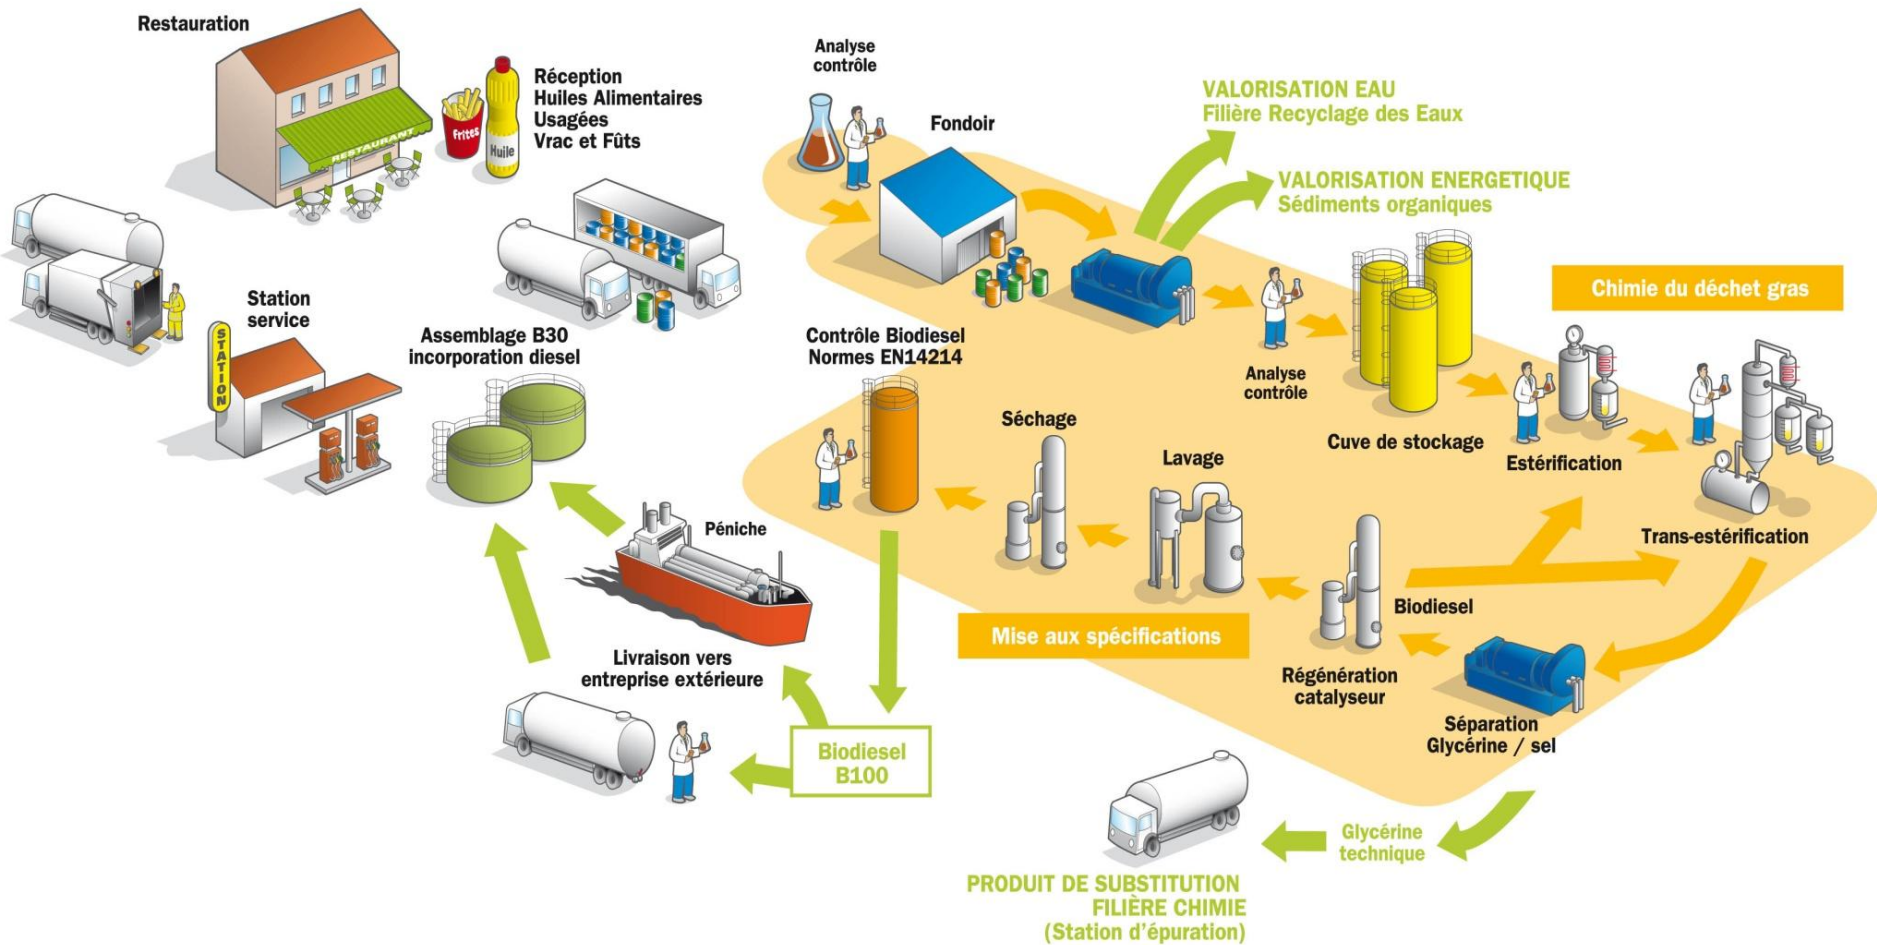 Restauration
RESTAURANT
frites
Huile
Réception
Huiles Alimentaires
Usagées
Vrac et Fûts
Analyse
contrôle
Fondoir
VALORISATION EAU
Filière Recyclage des Eaux
VALORISATION ENERGETIQUE
Sédiments organiques
Chimie du déchet gras
Station
service
STATION
Assemblage B30
incorporation diesel
Contrôle Biodiesel
Normes EN14214
Analyse
contrôle
Cuve de stockage
Estérification
Trans-estérification
Séchage
Lavage
Péniche
Biodiesel
Mise aux spécifications
Régénération
catalyseur
Séparation
Glycérine / sel
Livraison vers
entreprise extérieure
Biodiesel
B100
Glycérine
technique
PRODUIT DE SUBSTITUTION
FILIÈRE CHIMIE
(Station d'épuration)